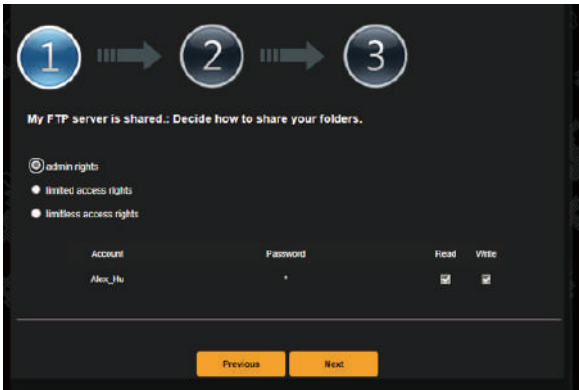 1 2 3
My FTP server is shared.: Decide how to share your folders.
admin rights
limited access rights
limitless access rights
Account Password Read Write
Alex_Hu *
Previous Next